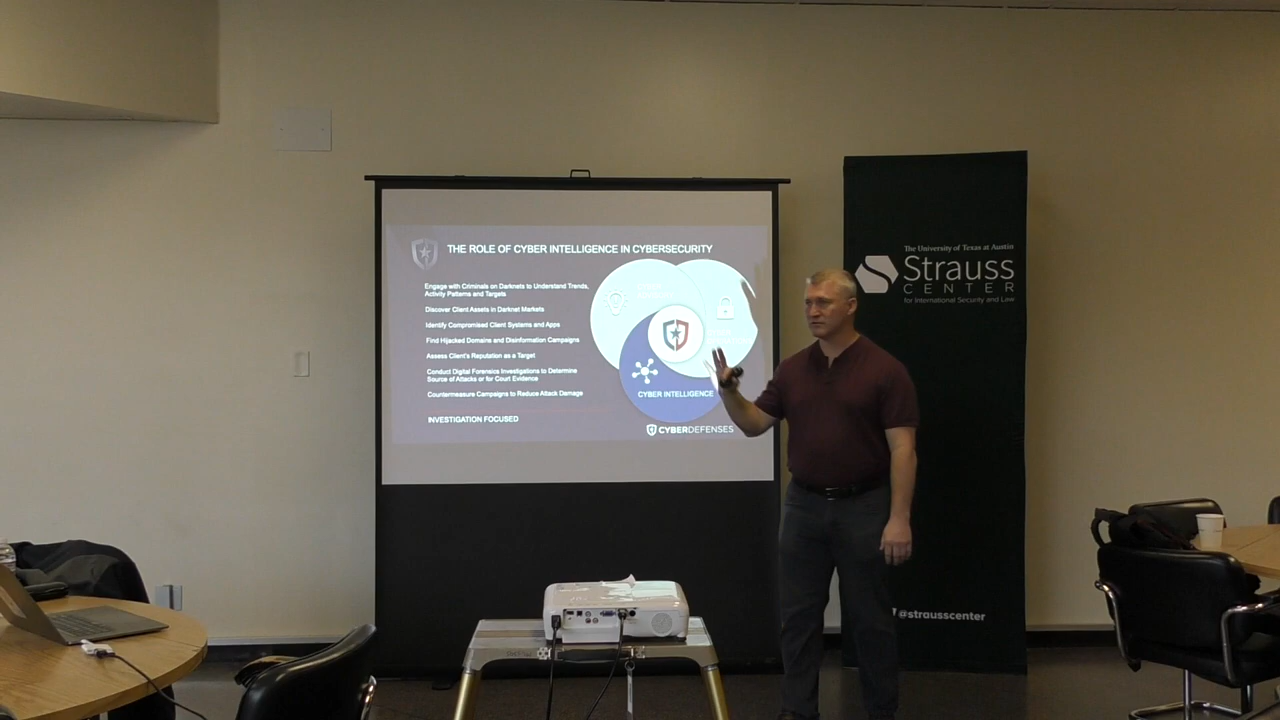 THE ROLE OF CYBER INTELLIGENCE IN CYBERSECURITY
Engage with Criminals on Darknets to Understand Trends,
Activity Patterns and Targets
Discover Client Assets in Darknet Markets
Identify Compromised Client Systems and Apps
Find Hijacked Domains and Disinformation Campaigns
Assess Client's Reputation as a Target
Conduct Digital Forensics Investigations to Determine
Source of Attacks or for Court Evidence
Countermeasure Campaigns to Reduce Attack Damage
INVESTIGATION FOCUSED
CYBER INTELLIGENCE
CYBERDEFENSES
The University of Texas at Austin
Strauss
CENTER
for International Security and Law
@strausscenter